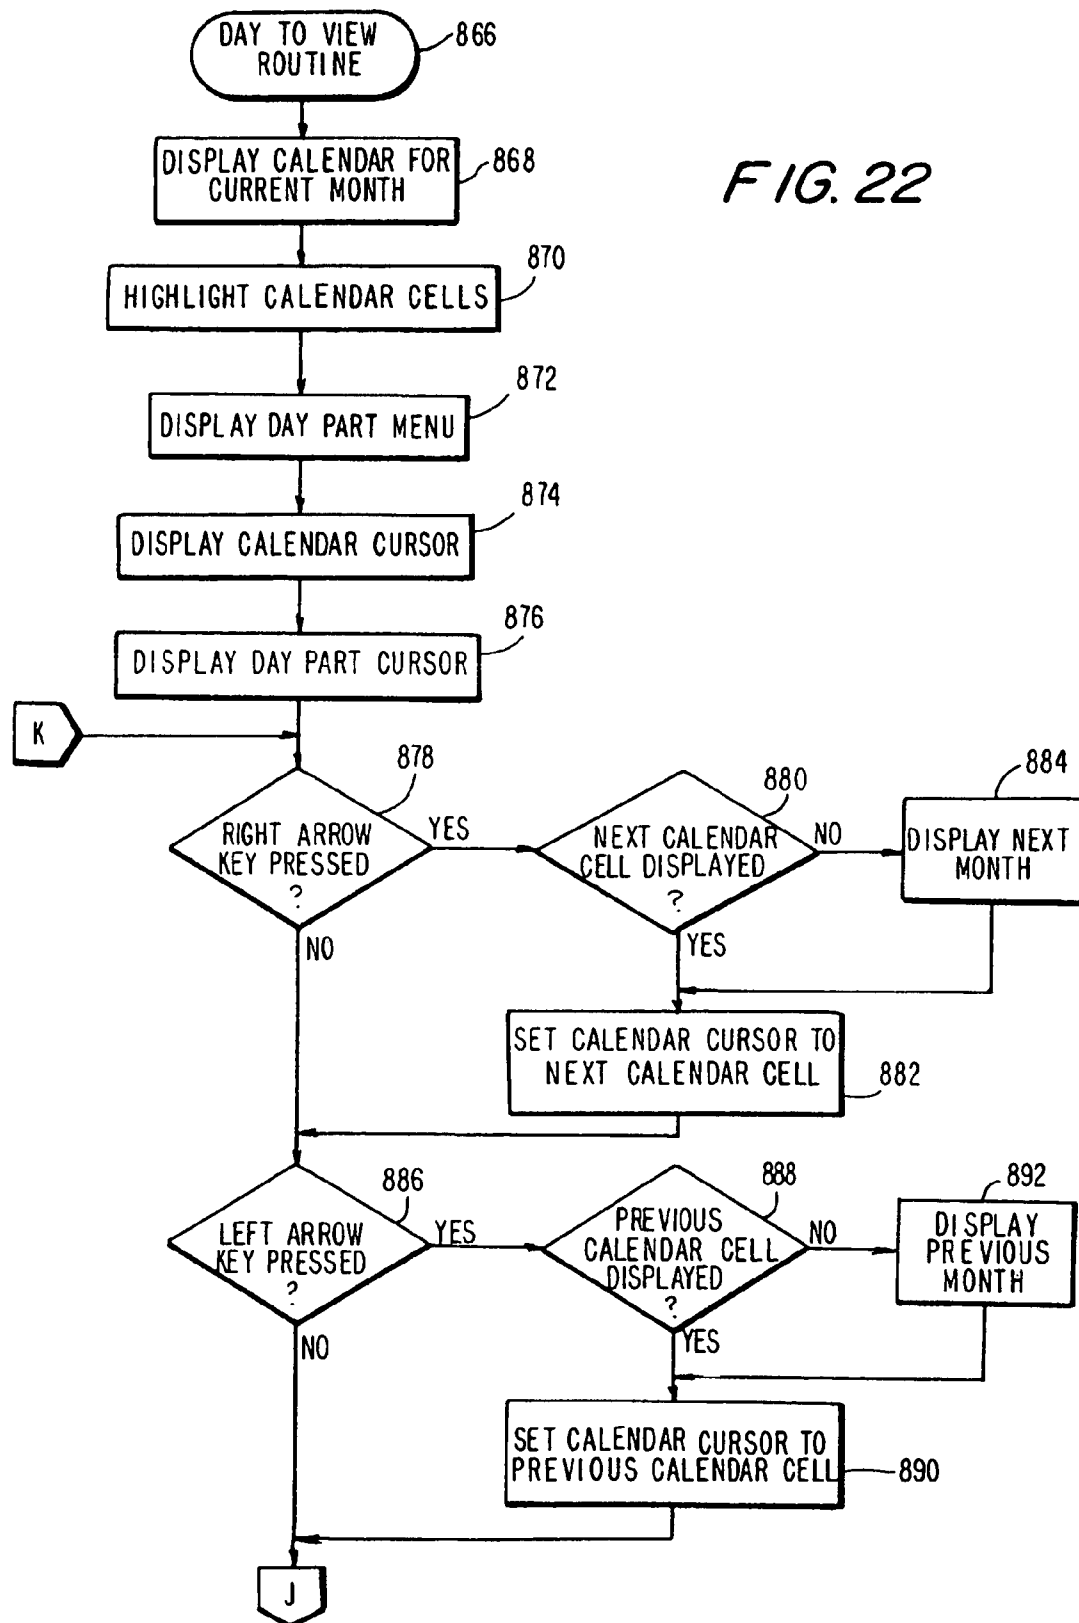 DAY TO VIEW
ROUTINE
866
DISPLAY CALENDAR FOR
CURRENT MONTH
868
FIG. 22
870
HIGHLIGHT CALENDAR CELLS
872
DISPLAY DAY PART MENU
874
DISPLAY CALENDAR CURSOR
876
DISPLAY DAY PART CURSOR
K
878
RIGHT ARROW
KEY PRESSED
?
YES
NO
880
NEXT CALENDAR
CELL DISPLAYED
?
NO
YES
884
DISPLAY NEXT
MONTH
SET CALENDAR CURSOR TO
NEXT CALENDAR CELL
882
886
LEFT ARROW
KEY PRESSED
?
YES
NO
888
PREVIOUS
CALENDAR CELL
DISPLAYED
?
NO
YES
892
DISPLAY
PREVIOUS
MONTH
SET CALENDAR CURSOR TO
PREVIOUS CALENDAR CELL
890
J